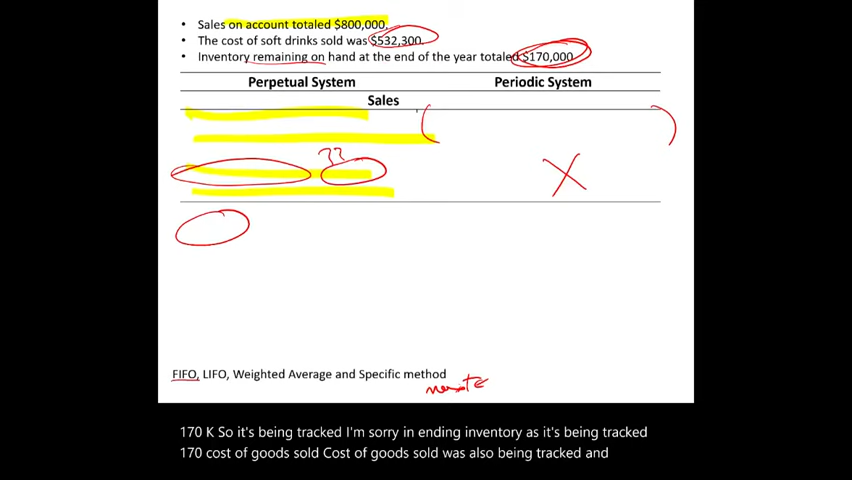 • Sales on account totaled $800,000.
• The cost of soft drinks sold was $532,300.
• Inventory remaining on hand at the end of the year totaled $170,000
Perpetual System Periodic System
Sales
??
FIFO, LIFO, Weighted Average and Specific method
170 K So it's being tracked I'm sorry in ending inventory as it's being tracked
170 cost of goods sold Cost of goods sold was also being tracked and